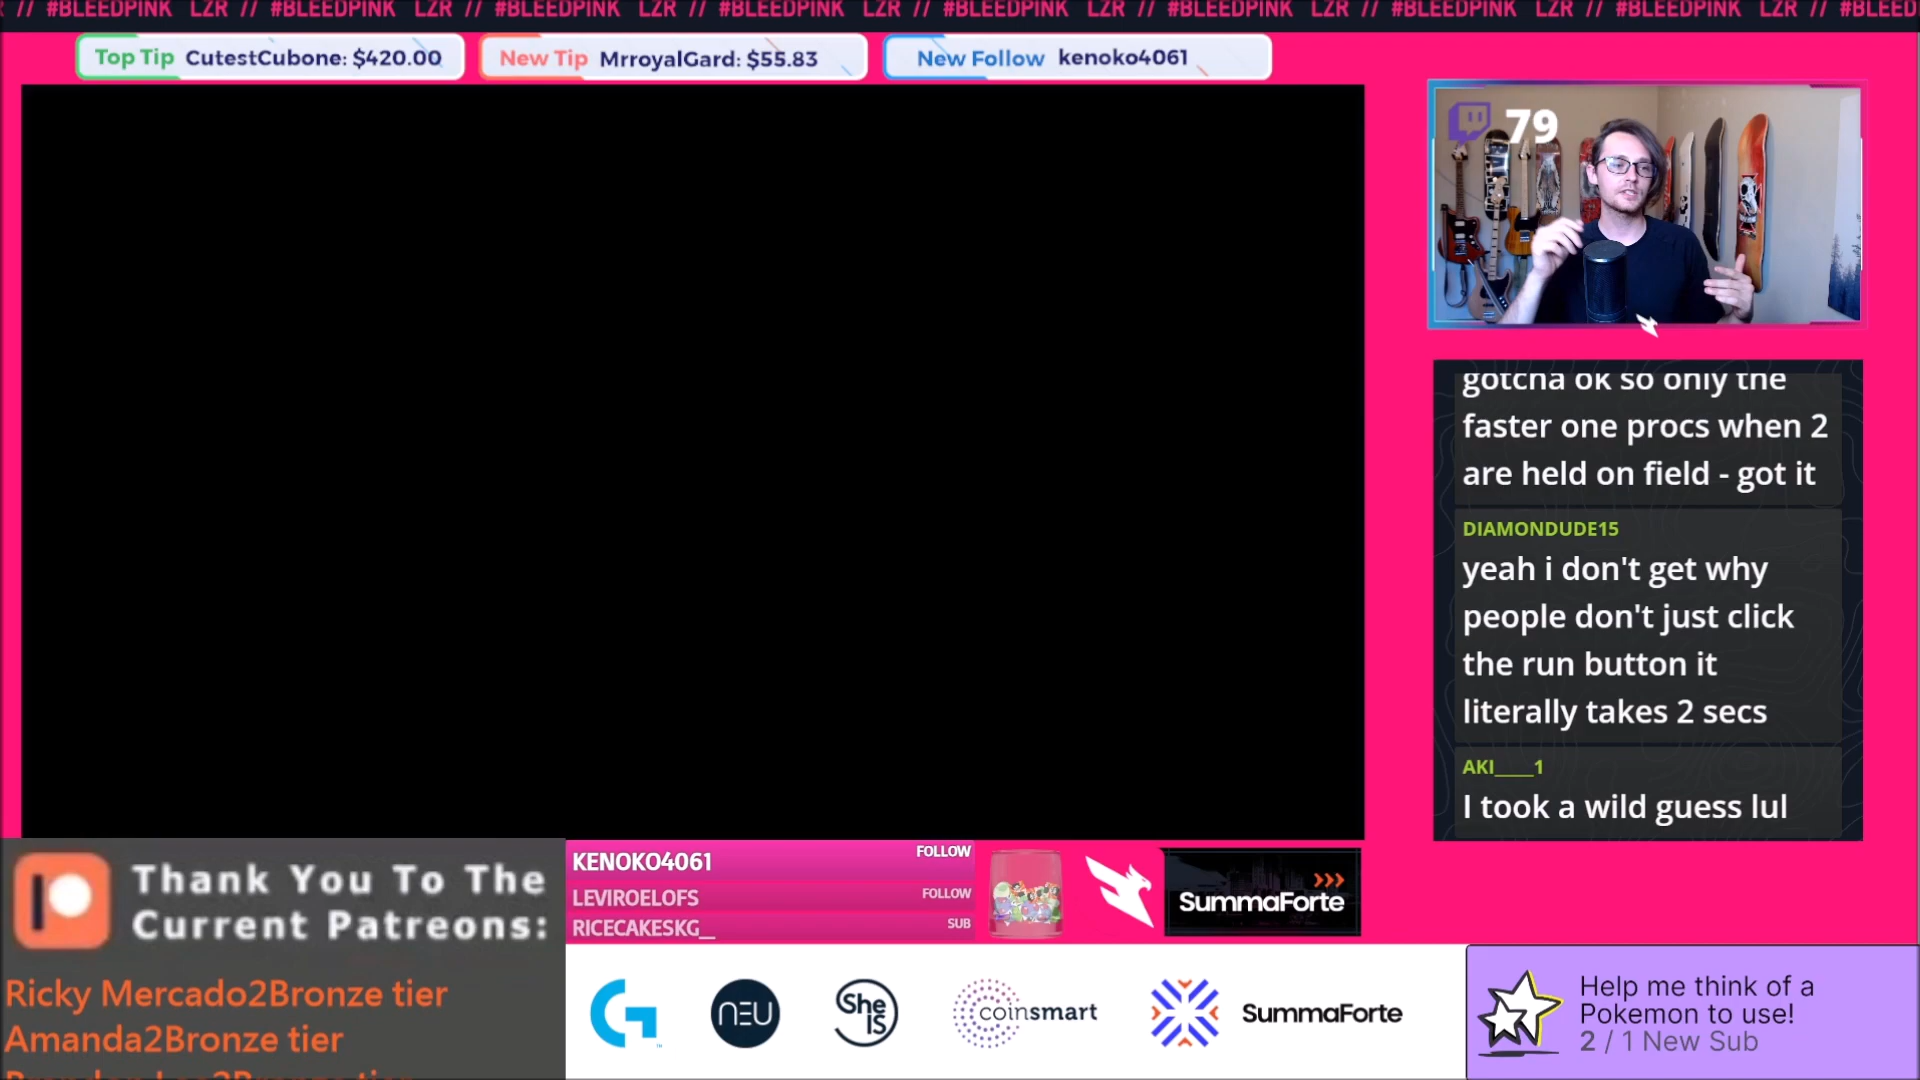 // #BLEEDPINK LZR // #BLEEDPINK LZR // #BLEEDPINK LZR // #BLEEDPINK LZR // #BLEEDPINK LZR // #BLEEDPINK LZR // #BLEEDPINK LZR // #BLEEDPINK LZR // #BLEED
Top Tip CutestCubone: $420.00
New Tip MrroyalGard: $55.83
New Follow kenoko4061
79
gotcha ok so only the
faster one procs when 2
are held on field - got it
DIAMONDUDE15
yeah i don't get why
people don't just click
the run button it
literally takes 2 secs
AKI____1
I took a wild guess lul
Thank You To The
Current Patreons:
Ricky Mercado2Bronze tier
Amanda2Bronze tier
KENOKO4061 FOLLOW
LEVIROELOFS FOLLOW
RICECAKESKG__ SUB
SummaForte
G
NEU
She IS
coinsmart
SummaForte
Help me think of a
Pokemon to use!
2 / 1 New Sub